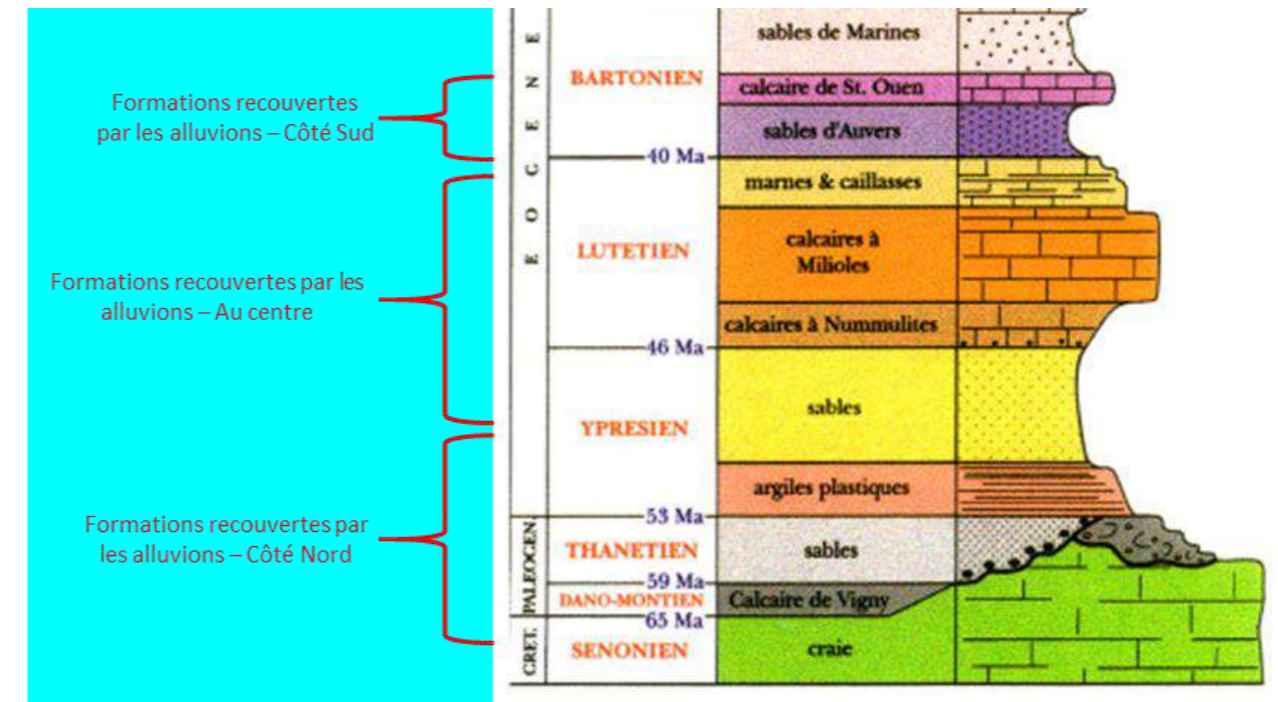 Formations recouvertes
par les alluvions – Côté Sud
Formations recouvertes par les
alluvions – Au centre
Formations recouvertes par
les alluvions – Côté Nord
EOGENE
PALEOGEN.
CRET.
BARTONIEN
40 Ma
LUTETIEN
46 Ma
YPRESIEN
53 Ma
THANETIEN
59 Ma
DANO-MONTIEN
65 Ma
SENONIEN
sables de Marines
calcaire de St. Ouen
sables d'Auvers
marnes & caillasses
calcaires à
Milioles
calcaires à Nummulites
sables
argiles plastiques
sables
Calcaire de Vigny
craie